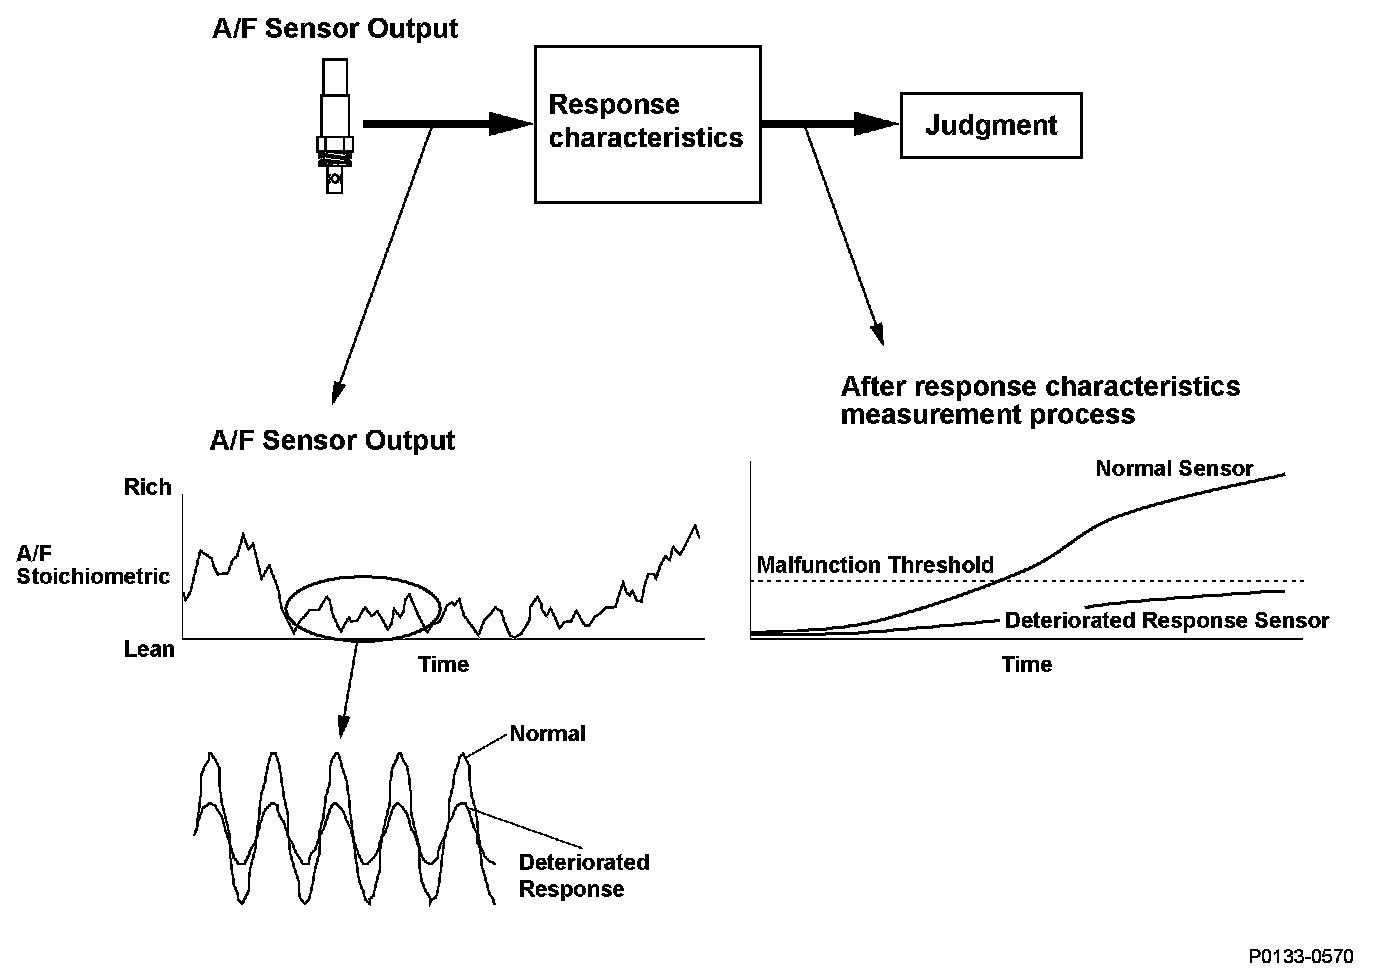 A/F Sensor Output
Response
characteristics
Judgment
After response characteristics
measurement process
A/F Sensor Output
Rich
A/F
Stoichiometric
Lean
Time
Normal Sensor
Malfunction Threshold
Deteriorated Response Sensor
Time
Normal
Deteriorated
Response
P0133-0570